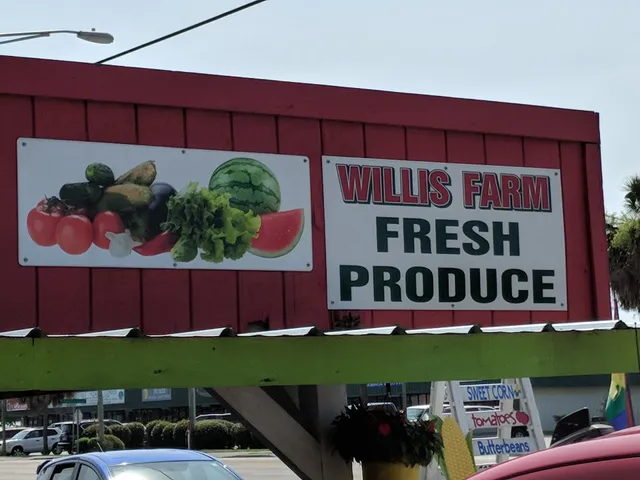 WILLIS FARM
FRESH
PRODUCE
SWEET CORN
tomatoes
Butterbeans